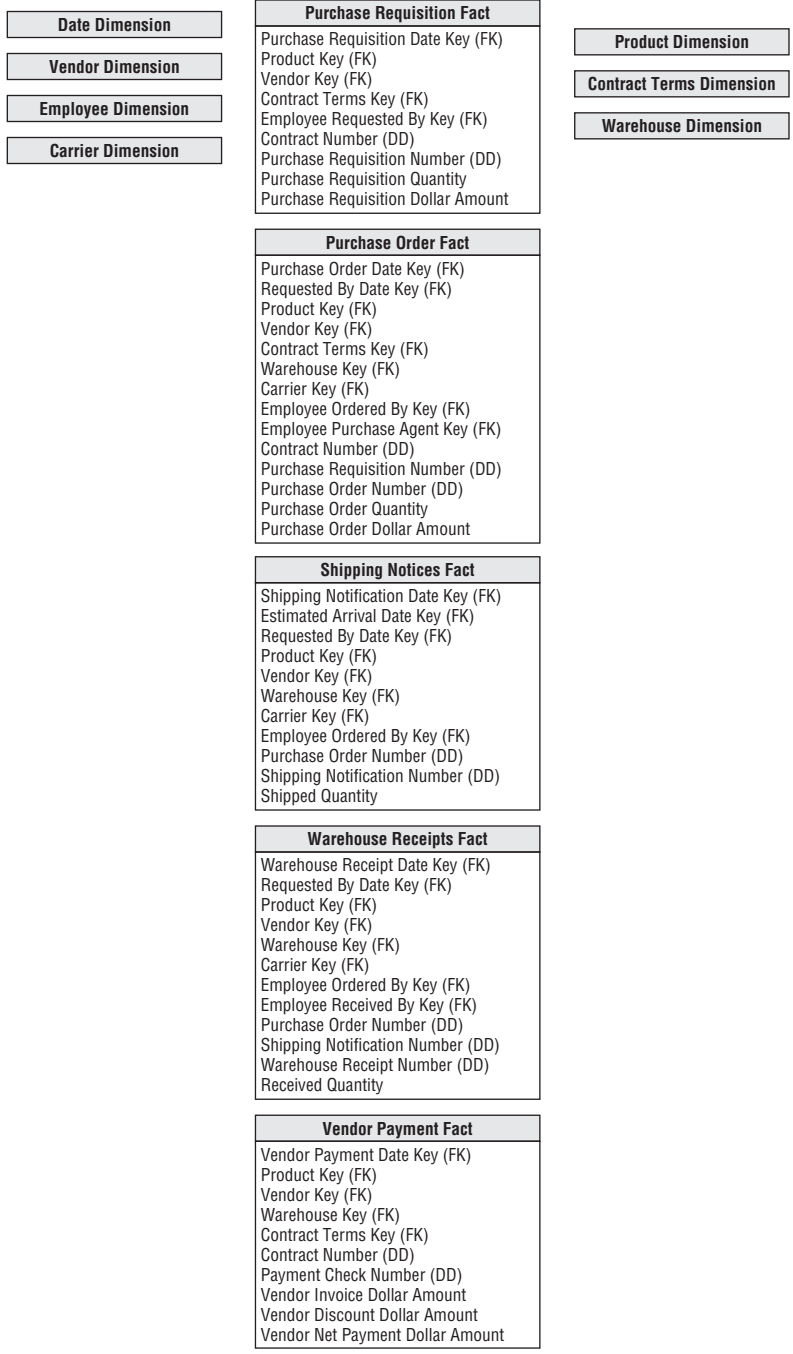 Date Dimension
Vendor Dimension
Employee Dimension
Carrier Dimension
Purchase Requisition Fact
Purchase Requisition Date Key (FK)
Product Key (FK)
Vendor Key (FK)
Contract Terms Key (FK)
Employee Requested By Key (FK)
Contract Number (DD)
Purchase Requisition Number (DD)
Purchase Requisition Quantity
Purchase Requisition Dollar Amount
Product Dimension
Contract Terms Dimension
Warehouse Dimension
Purchase Order Fact
Purchase Order Date Key (FK)
Requested By Date Key (FK)
Product Key (FK)
Vendor Key (FK)
Contract Terms Key (FK)
Warehouse Key (FK)
Carrier Key (FK)
Employee Ordered By Key (FK)
Employee Purchase Agent Key (FK)
Contract Number (DD)
Purchase Requisition Number (DD)
Purchase Order Number (DD)
Purchase Order Quantity
Purchase Order Dollar Amount
Shipping Notices Fact
Shipping Notification Date Key (FK)
Estimated Arrival Date Key (FK)
Requested By Date Key (FK)
Product Key (FK)
Vendor Key (FK)
Warehouse Key (FK)
Carrier Key (FK)
Employee Ordered By Key (FK)
Purchase Order Number (DD)
Shipping Notification Number (DD)
Shipped Quantity
Warehouse Receipts Fact
Warehouse Receipt Date Key (FK)
Requested By Date Key (FK)
Product Key (FK)
Vendor Key (FK)
Warehouse Key (FK)
Carrier Key (FK)
Employee Ordered By Key (FK)
Employee Received By Key (FK)
Purchase Order Number (DD)
Shipping Notification Number (DD)
Warehouse Receipt Number (DD)
Received Quantity
Vendor Payment Fact
Vendor Payment Date Key (FK)
Product Key (FK)
Vendor Key (FK)
Warehouse Key (FK)
Contract Terms Key (FK)
Contract Number (DD)
Payment Check Number (DD)
Vendor Invoice Dollar Amount
Vendor Discount Dollar Amount
Vendor Net Payment Dollar Amount